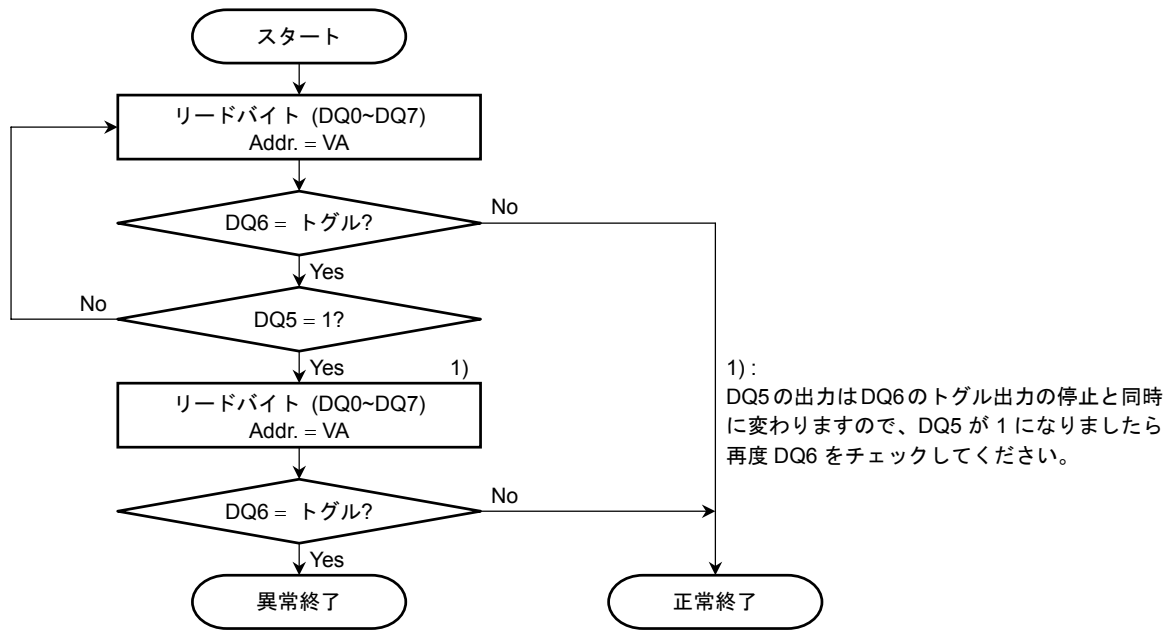 スタート
リードバイト (DQ0~DQ7)
Addr. = VA
DQ6 = トグル?
No
Yes
No
DQ5 = 1?
Yes
1)
リードバイト (DQ0~DQ7)
Addr. = VA
1) :
DQ5の出力はDQ6のトグル出力の停止と同時
に変わりますので、DQ5 が 1 になりましたら
再度 DQ6 をチェックしてください。
DQ6 = トグル?
No
Yes
異常終了
正常終了